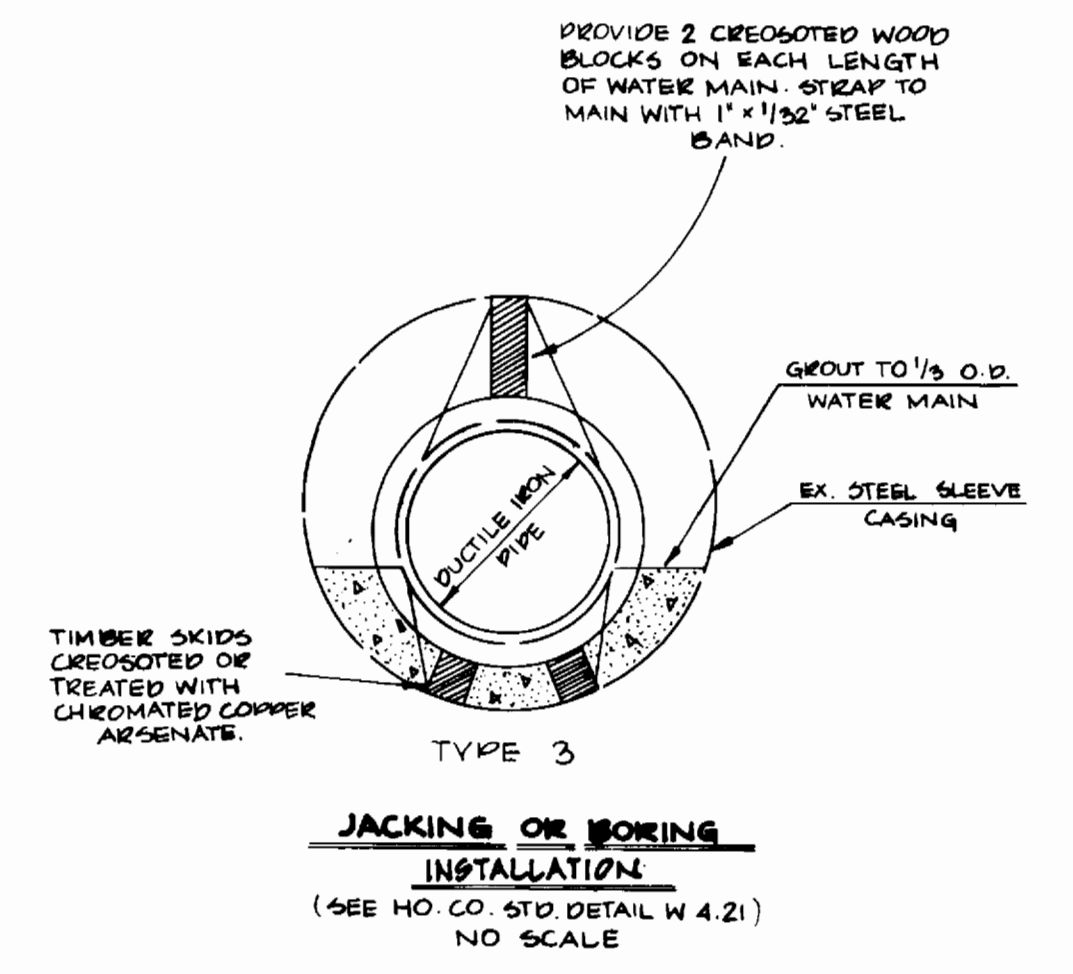 PROVIDE 2 CREOSOTED WOOD
BLOCKS ON EACH LENGTH
OF WATER MAIN. STRAP TO
MAIN WITH 1" x 1/32" STEEL
BAND.
GROUT TO 1/3 O.D.
WATER MAIN
EX. STEEL SLEEVE
CASING
DUCTILE IRON
PIPE
TIMBER SKIDS
CREOSOTED OR
TREATED WITH
CHROMATED COPPER
ARSENATE.
TYPE 3
JACKING OR BORING
INSTALLATION
(SEE HO. CO. STD. DETAIL W 4.21)
NO SCALE